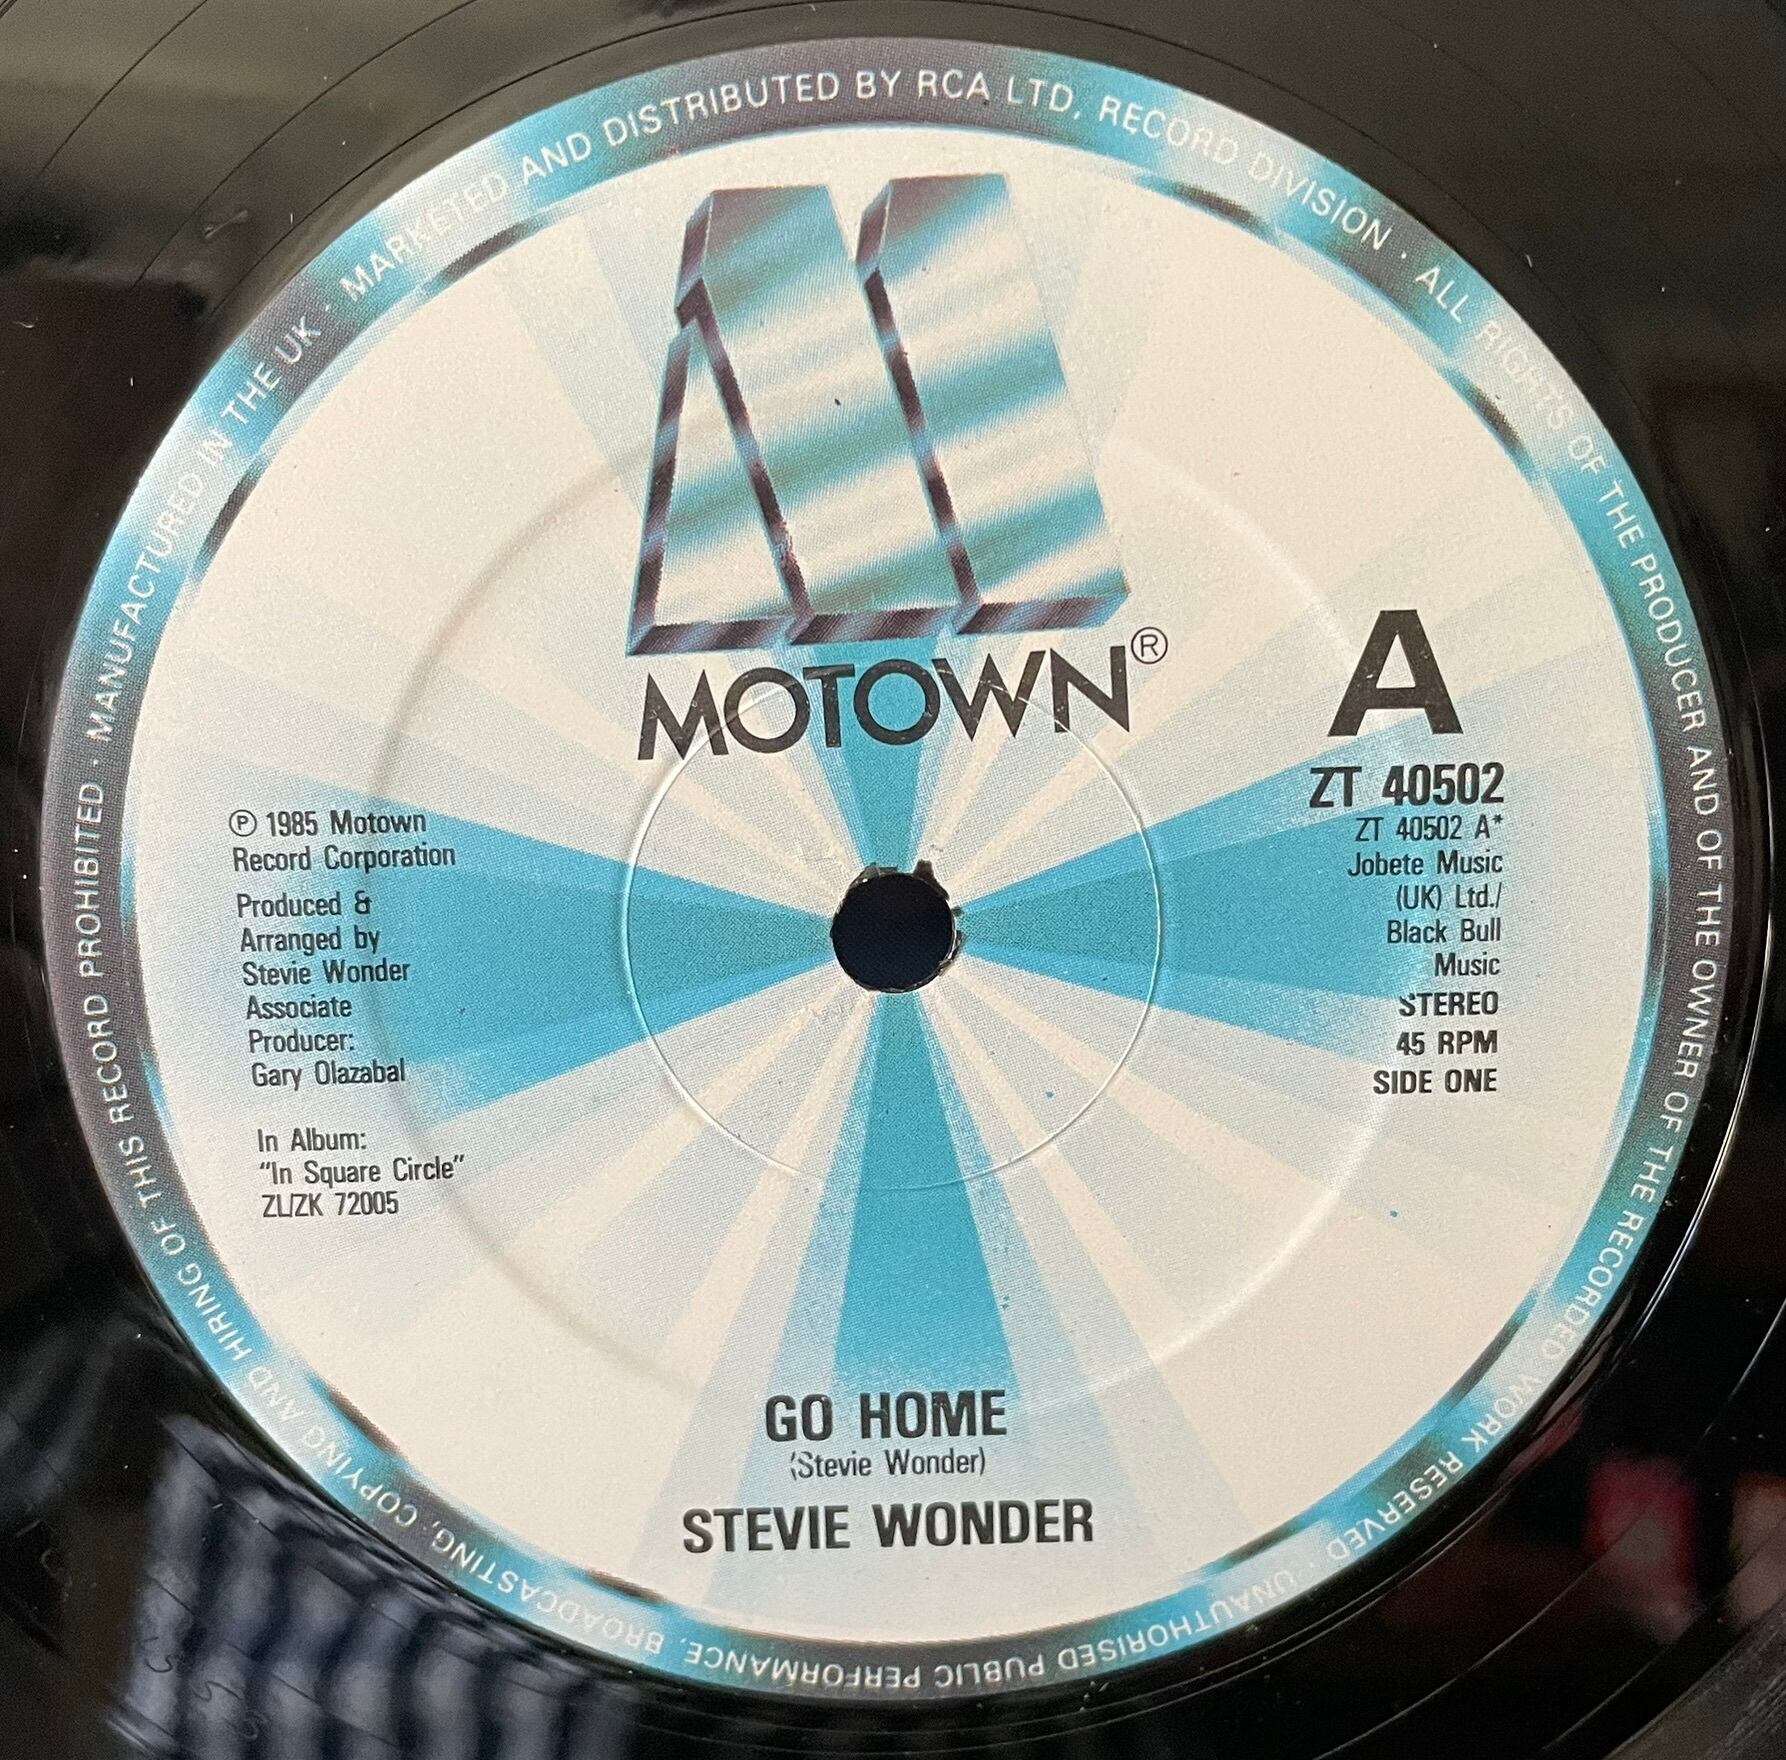 MANUFACTURED IN THE UK · MARKETED AND DISTRIBUTED BY RCA LTD, RECORD DIVISION · ALL RIGHTS OF THE PRODUCER AND OF THE OWNER OF THE RECORDED WORK RESERVED · UNAUTHORISED PUBLIC PERFORMANCE, BROADCASTING, COPYING AND HIRING OF THIS RECORD PROHIBITED ·
MOTOWN®
A
ZT 40502
ZT 40502 A*
Jobete Music
(UK) Ltd./
Black Bull
Music
STEREO
45 RPM
SIDE ONE
℗ 1985 Motown
Record Corporation
Produced &
Arranged by
Stevie Wonder
Associate
Producer:
Gary Olazabal
In Album:
“In Square Circle”
ZL/ZK 72005
GO HOME
(Stevie Wonder)
STEVIE WONDER